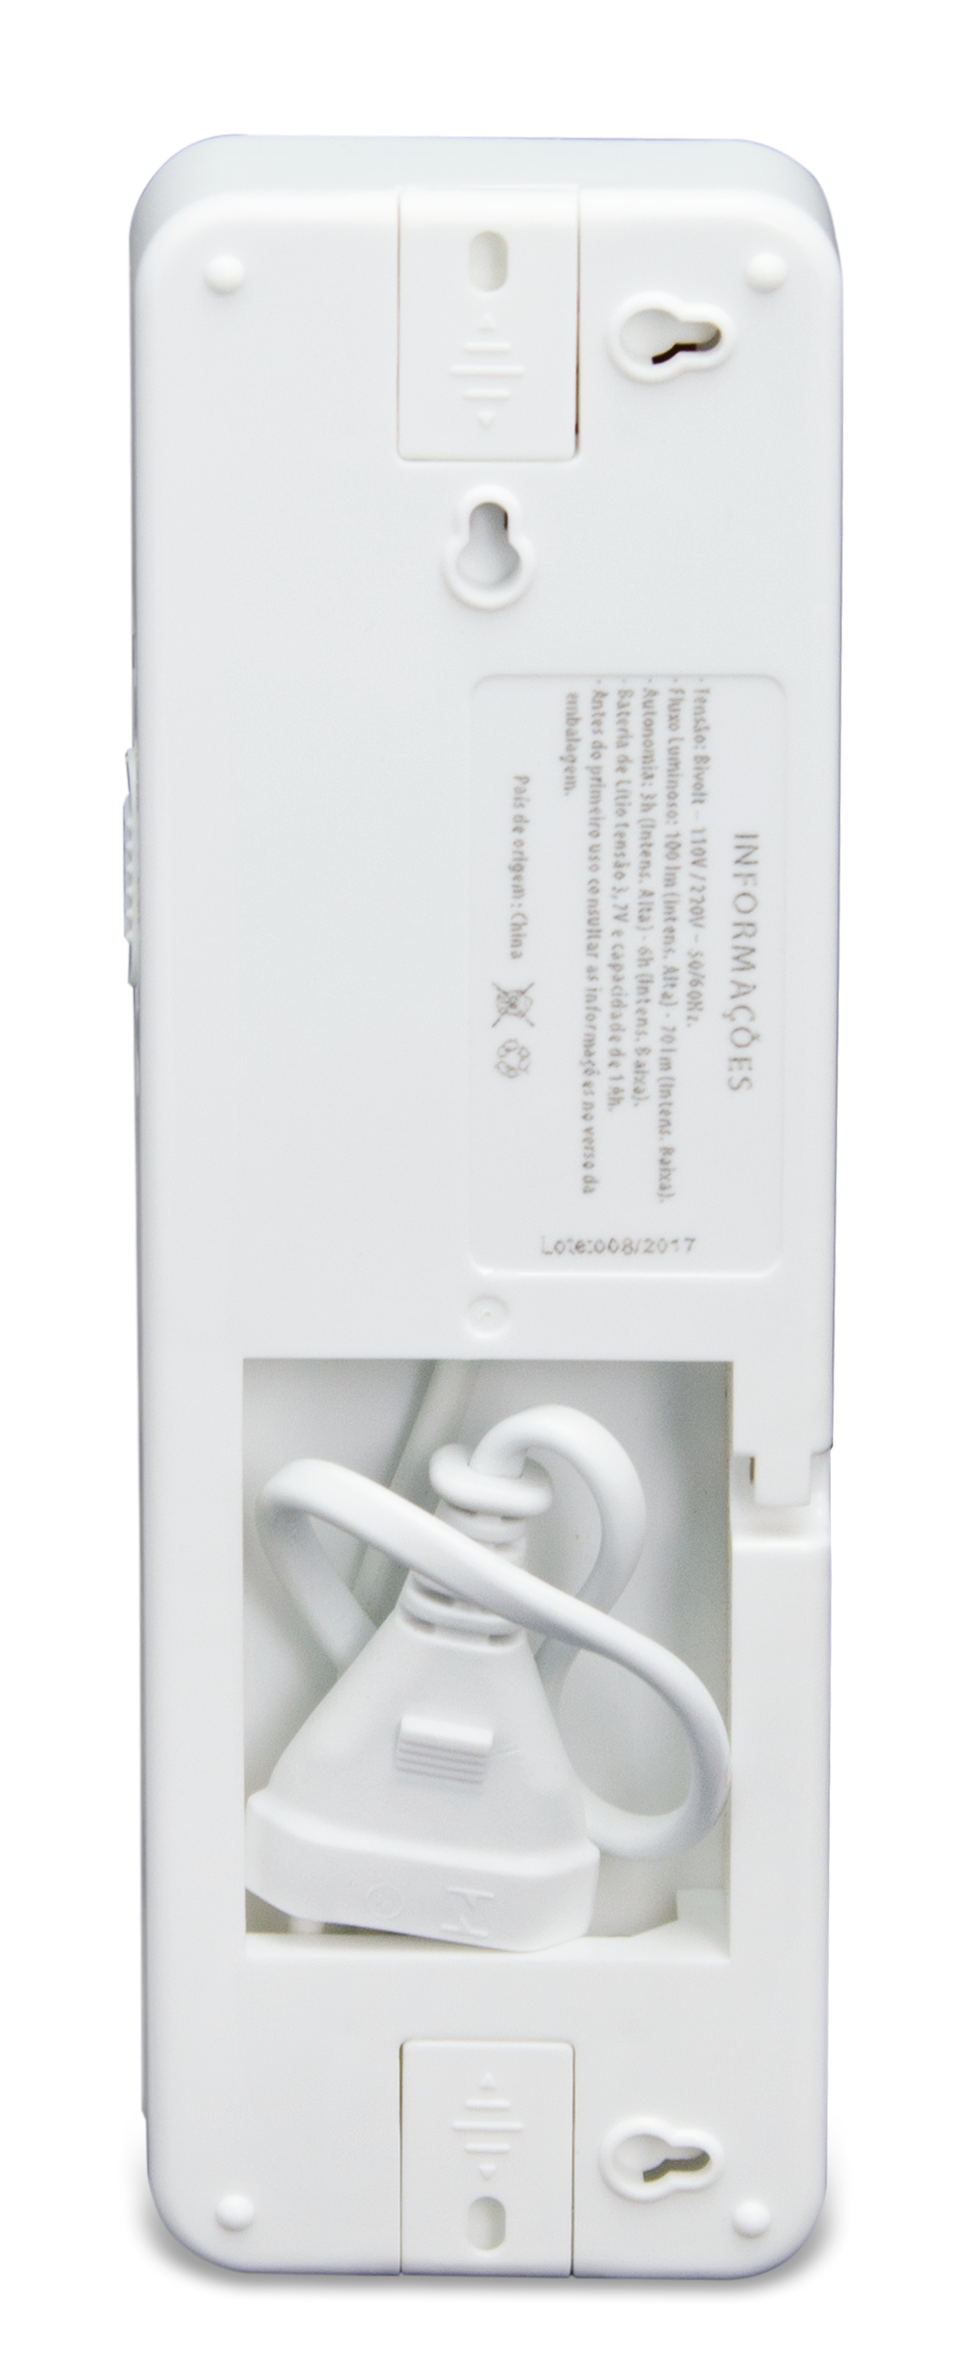 INFORMAÇÕES
· Tensão: Bivolt – 110V / 220V – 50/60Hz.
· Fluxo Luminoso: 100 lm (Intens. Alta) - 70 lm (Intens. Baixa).
· Autonomia: 3h (Intens. Alta) - 6h (Intens. Baixa).
· Bateria de Lítio tensão 3,7V e capacidade de
· Antes do primeiro uso consultar as informações no verso da
embalagem.
País de origem: China
Lote:008/2017